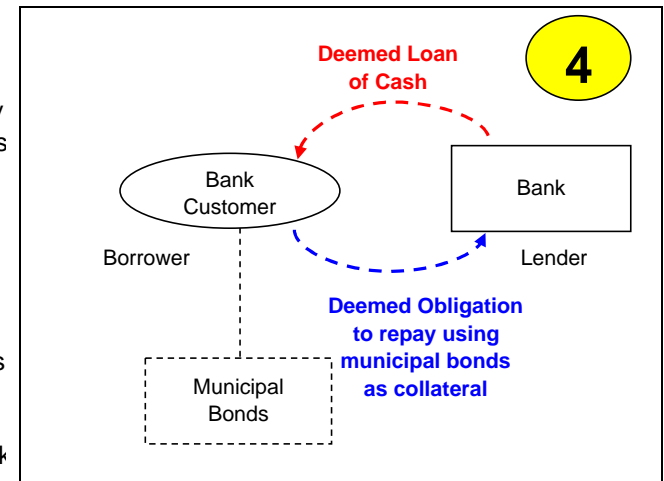 Deemed Loan
of Cash
4
Bank
Customer
Bank
Borrower
Lender
Deemed Obligation
to repay using
municipal bonds
as collateral
Municipal
Bonds
s
s